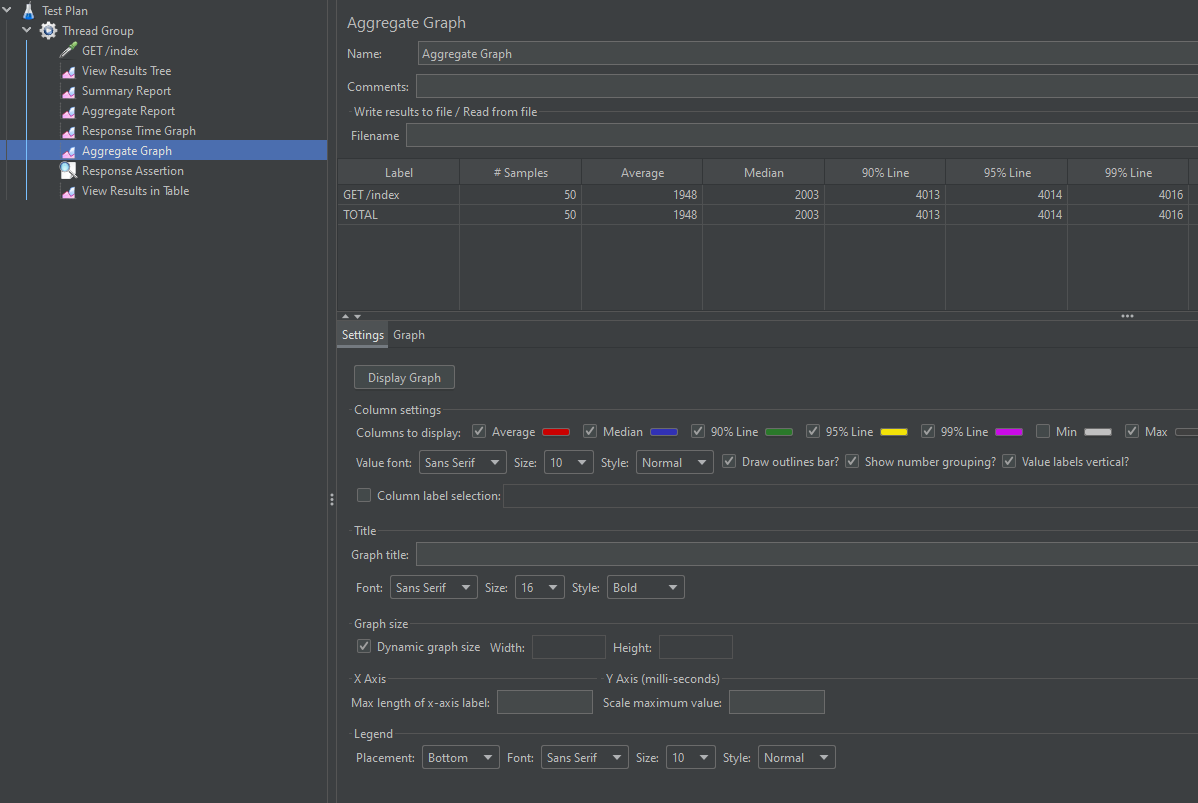 Test Plan
Thread Group
GET /index
View Results Tree
Summary Report
Aggregate Report
Response Time Graph
Aggregate Graph
Response Assertion
View Results in Table
Aggregate Graph
Name: Aggregate Graph
Comments:
Write results to file / Read from file
Filename
Label # Samples Average Median 90% Line 95% Line 99% Line
GET /index 50 1948 2003 4013 4014 4016
TOTAL 50 1948 2003 4013 4014 4016
Settings Graph
Display Graph
Column settings
Columns to display: Average Median 90% Line 95% Line 99% Line Min Max
Value font: Sans Serif Size: 10 Style: Normal Draw outlines bar? Show number grouping? Value labels vertical?
Column label selection:
Title
Graph title:
Font: Sans Serif Size: 16 Style: Bold
Graph size
Dynamic graph size Width: Height:
X Axis Y Axis (milli-seconds)
Max length of x-axis label: Scale maximum value:
Legend
Placement: Bottom Font: Sans Serif Size: 10 Style: Normal